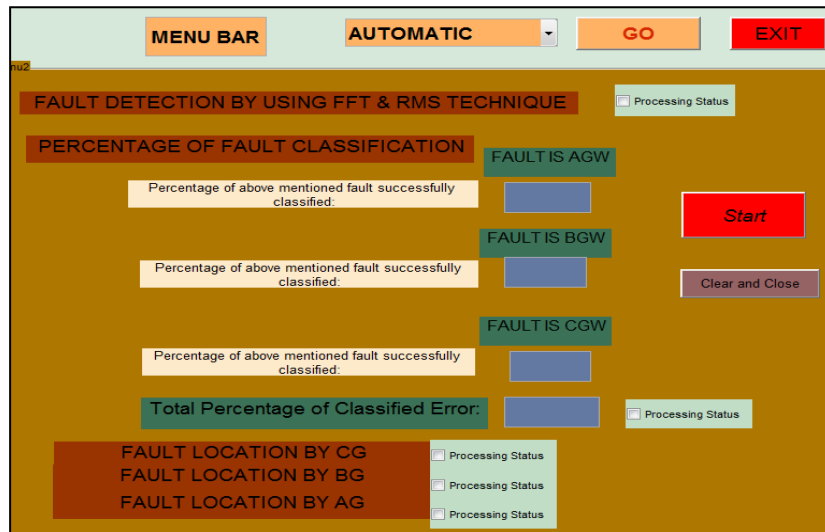 MENU BAR
AUTOMATIC
GO
EXIT
nu2
FAULT DETECTION BY USING FFT & RMS TECHNIQUE
Processing Status
PERCENTAGE OF FAULT CLASSIFICATION
FAULT IS AGW
Percentage of above mentioned fault successfully
classified:
Start
FAULT IS BGW
Percentage of above mentioned fault successfully
classified:
Clear and Close
FAULT IS CGW
Percentage of above mentioned fault successfully
classified:
Total Percentage of Classified Error:
Processing Status
FAULT LOCATION BY CG
Processing Status
FAULT LOCATION BY BG
Processing Status
FAULT LOCATION BY AG
Processing Status